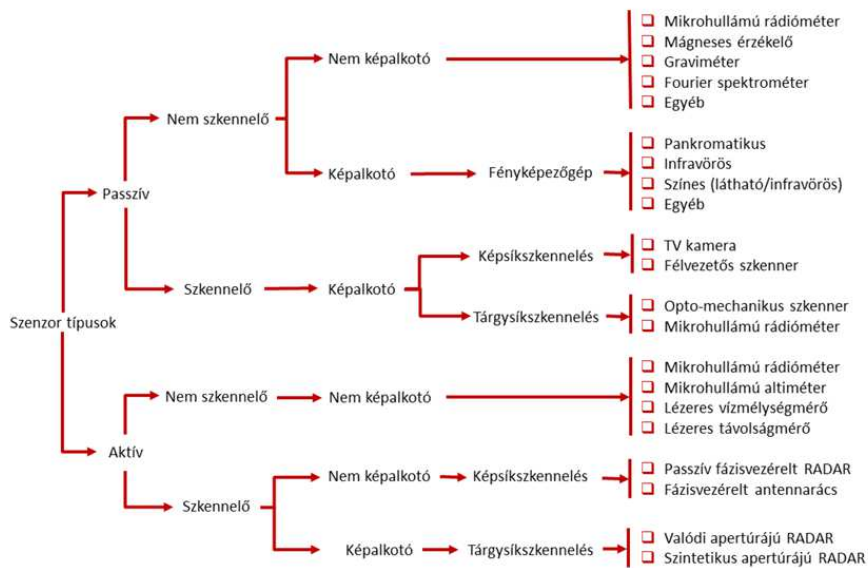 Mikrohullámú rádióméter
Mágneses érzékelő
Nem képalkotó
Graviméter
Fourier spektrométer
Egyéb
Nem szkennelő
Pankromatikus
Infravörös
Képalkotó
Fényképezőgép
Színes (látható/infravörös)
Egyéb
Passzív
TV kamera
Képsíkszkennelés
Félvezetős szkenner
Szkennelő
Képalkotó
Opto-mechanikus szkenner
Tárgysíkszkennelés
Mikrohullámú rádióméter
Szenzor típusok
Mikrohullámú rádióméter
Mikrohullámú altiméter
Nem szkennelő
Nem képalkotó
Lézeres vízmélységmérő
Lézeres távolságmérő
Aktív
Passzív fázisvezérelt RADAR
Nem képalkotó
Képsíkszkennelés
Fázisvezérelt antennarács
Szkennelő
Valódi apertúrájú RADAR
Képalkotó
Tárgysíkszkennelés
Szintetikus apertúrájú RADAR